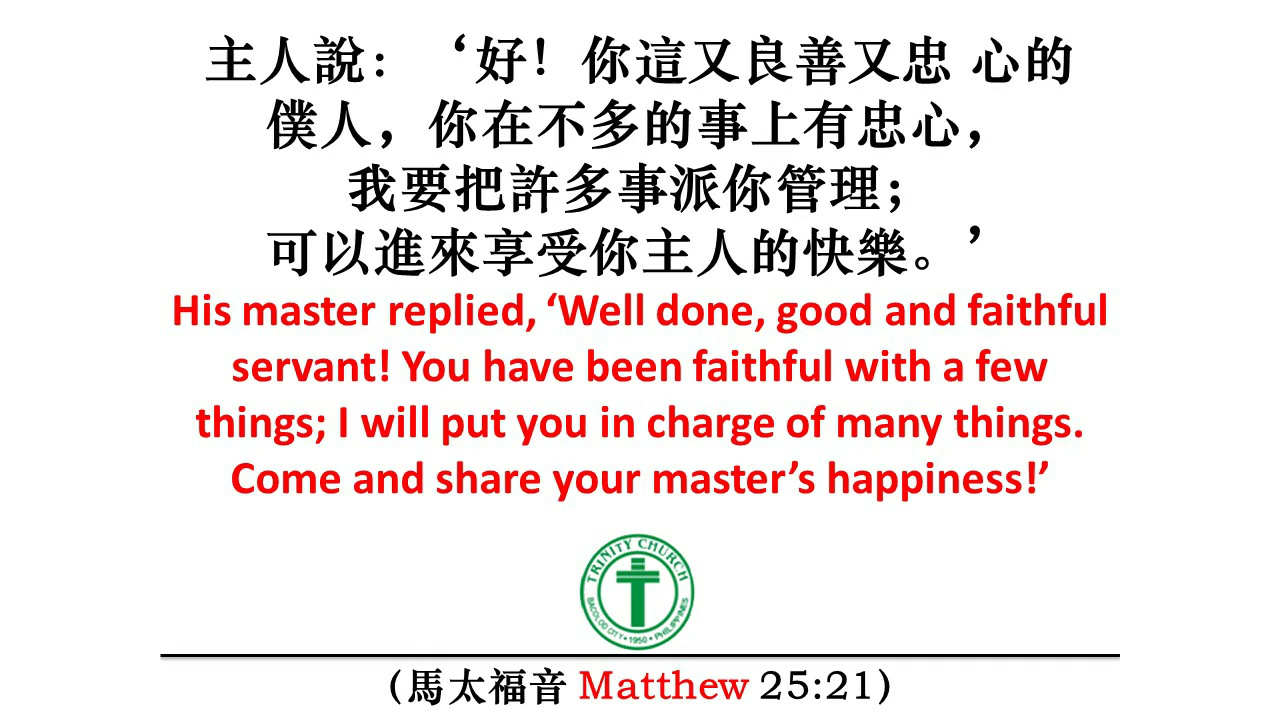 主人說：‘好！你這又良善又忠 心的
僕人，你在不多的事上有忠心，
我要把許多事派你管理；
可以進來享受你主人的快樂。’
His master replied, ‘Well done, good and faithful
servant! You have been faithful with a few
things; I will put you in charge of many things.
Come and share your master’s happiness!’
TRINITY CHURCH
BACOLOD CITY • 1950 • PHILIPPINES
(馬太福音 Matthew 25:21)